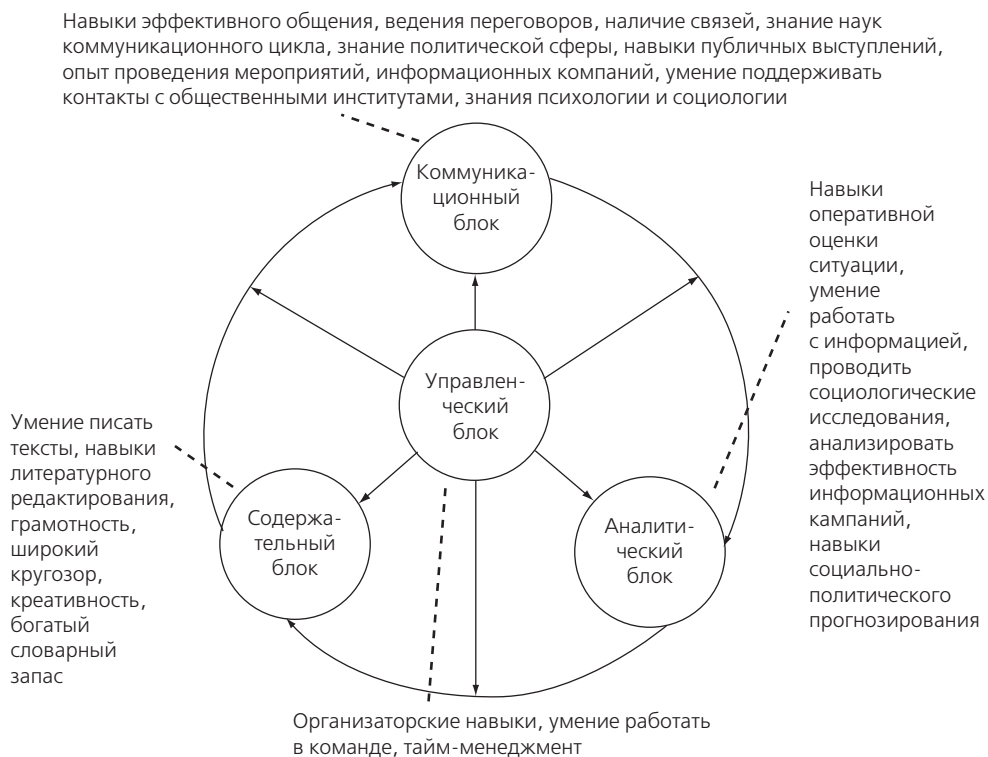 Навыки эффективного общения, ведения переговоров, наличие связей, знание наук
коммуникационного цикла, знание политической сферы, навыки публичных выступлений,
опыт проведения мероприятий, информационных компаний, умение поддерживать
контакты с общественными институтами, знания психологии и социологии
Коммуника-
ционный
блок
Навыки
оперативной
оценки
ситуации,
умение
работать
с информацией,
проводить
социологические
исследования,
анализировать
эффективность
информационных
кампаний,
навыки
социально-
политического
прогнозирования
Управлен-
ческий
блок
Умение писать
тексты, навыки
литературного
редактирования,
грамотность,
широкий
кругозор,
креативность,
богатый
словарный
запас
Содержа-
тельный
блок
Аналити-
ческий
блок
Организаторские навыки, умение работать
в команде, тайм-менеджмент